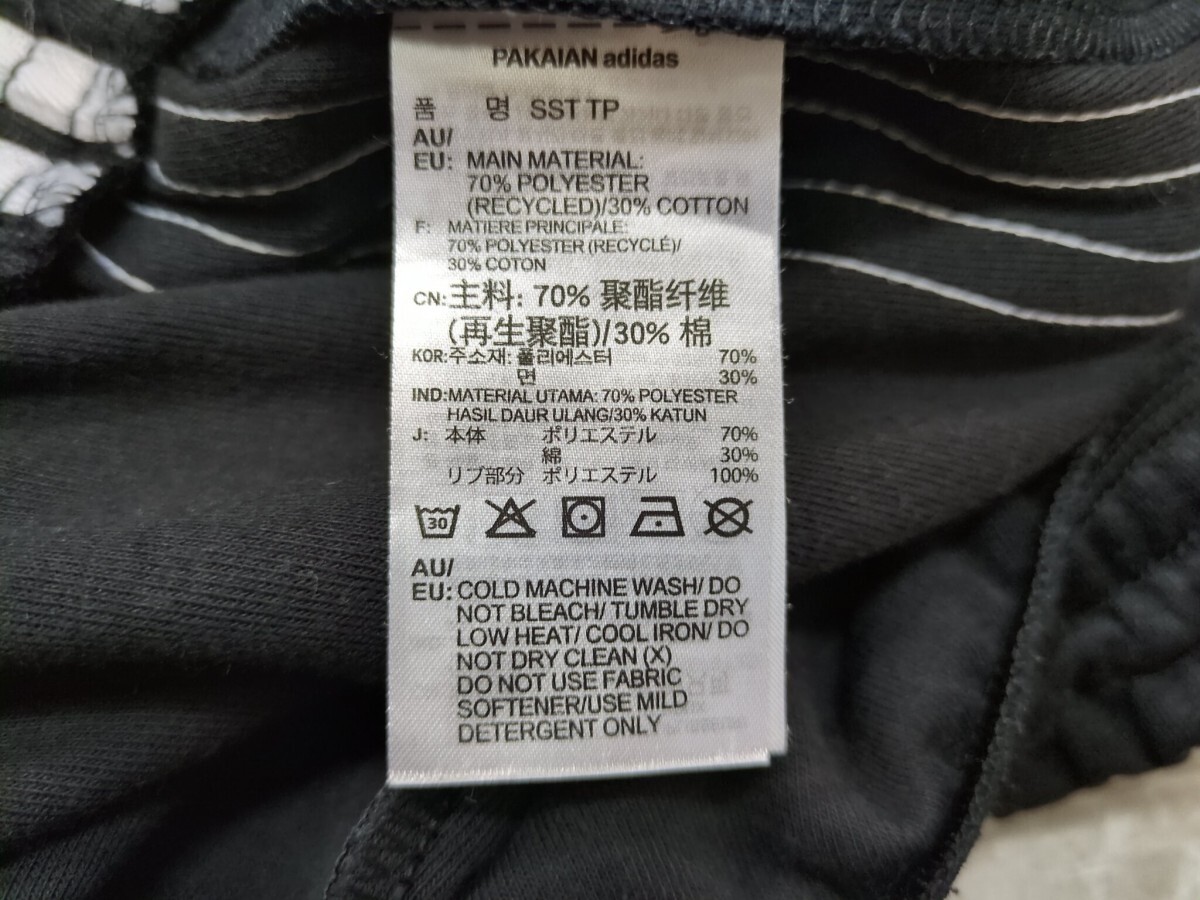 PAKAIAN adidas
품 명 SST TP
AU/
EU: MAIN MATERIAL:
70% POLYESTER
(RECYCLED)/30% COTTON
F: MATIERE PRINCIPALE:
70% POLYESTER (RECYCLÉ)/
30% COTON
CN: 主料: 70% 聚酯纤维
(再生聚酯)/30% 棉
KOR: 주소재: 폴리에스터 70%
면 30%
IND: MATERIAL UTAMA: 70% POLYESTER
HASIL DAUR ULANG/30% KATUN
J: 本体 ポリエステル 70%
綿 30%
リブ部分 ポリエステル 100%
30
AU/
EU: COLD MACHINE WASH/ DO
NOT BLEACH/ TUMBLE DRY
LOW HEAT/ COOL IRON/ DO
NOT DRY CLEAN (X)
DO NOT USE FABRIC
SOFTENER/USE MILD
DETERGENT ONLY